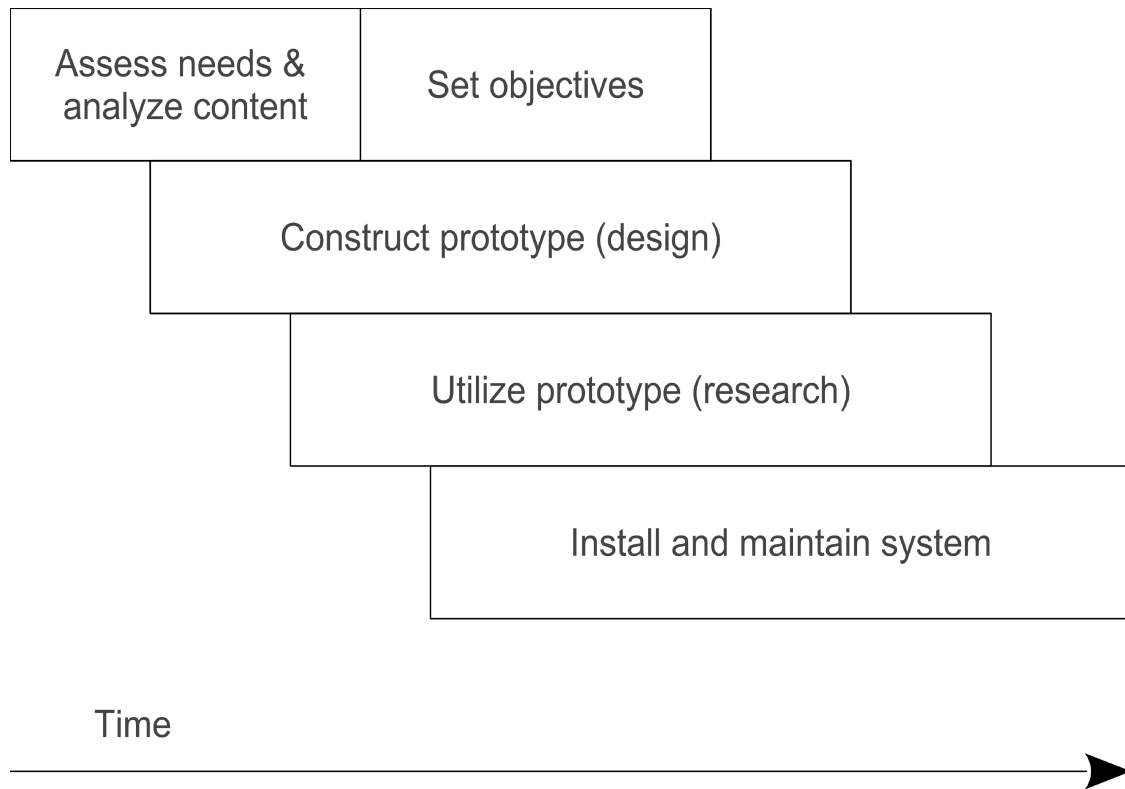 Assess needs &
analyze content
Set objectives
Construct prototype (design)
Utilize prototype (research)
Install and maintain system
Time